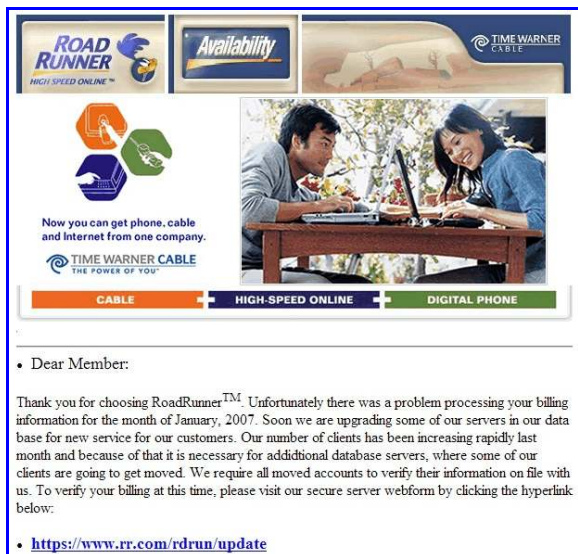 ROAD RUNNER
HIGH SPEED ONLINE™
Availability
TIME WARNER
CABLE
Now you can get phone, cable
and Internet from one company.
TIME WARNER CABLE
THE POWER OF YOU™
CABLE
HIGH-SPEED ONLINE
DIGITAL PHONE
• Dear Member:
Thank you for choosing RoadRunner™. Unfortunately there was a problem processing your billing
information for the month of January, 2007. Soon we are upgrading some of our servers in our data
base for new service for our customers. Our number of clients has been increasing rapidly last
month and because of that it is necessary for addidtional database servers, where some of our
clients are going to get moved. We require all moved accounts to verify their information on file with
us. To verify your billing at this time, please visit our secure server webform by clicking the hyperlink
below:
• https://www.rr.com/rdrun/update